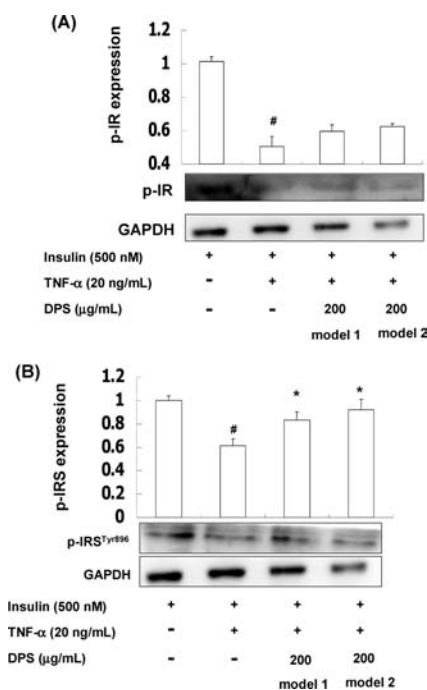 (A)
p-IR expression
1.2
1
0.8
0.6
0.4
#
p-IR
GAPDH
Insulin (500 nM) + + + +
TNF-α (20 ng/mL) - + + +
DPS (μg/mL) - - 200 200
model 1 model 2
(B)
p-IRS expression
1.2
1
0.8
0.6
0.4
0.2
0
#
*
*
p-IRSTyr896
GAPDH
Insulin (500 nM) + + + +
TNF-α (20 ng/mL) - + + +
DPS (μg/mL) - - 200 200
model 1 model 2